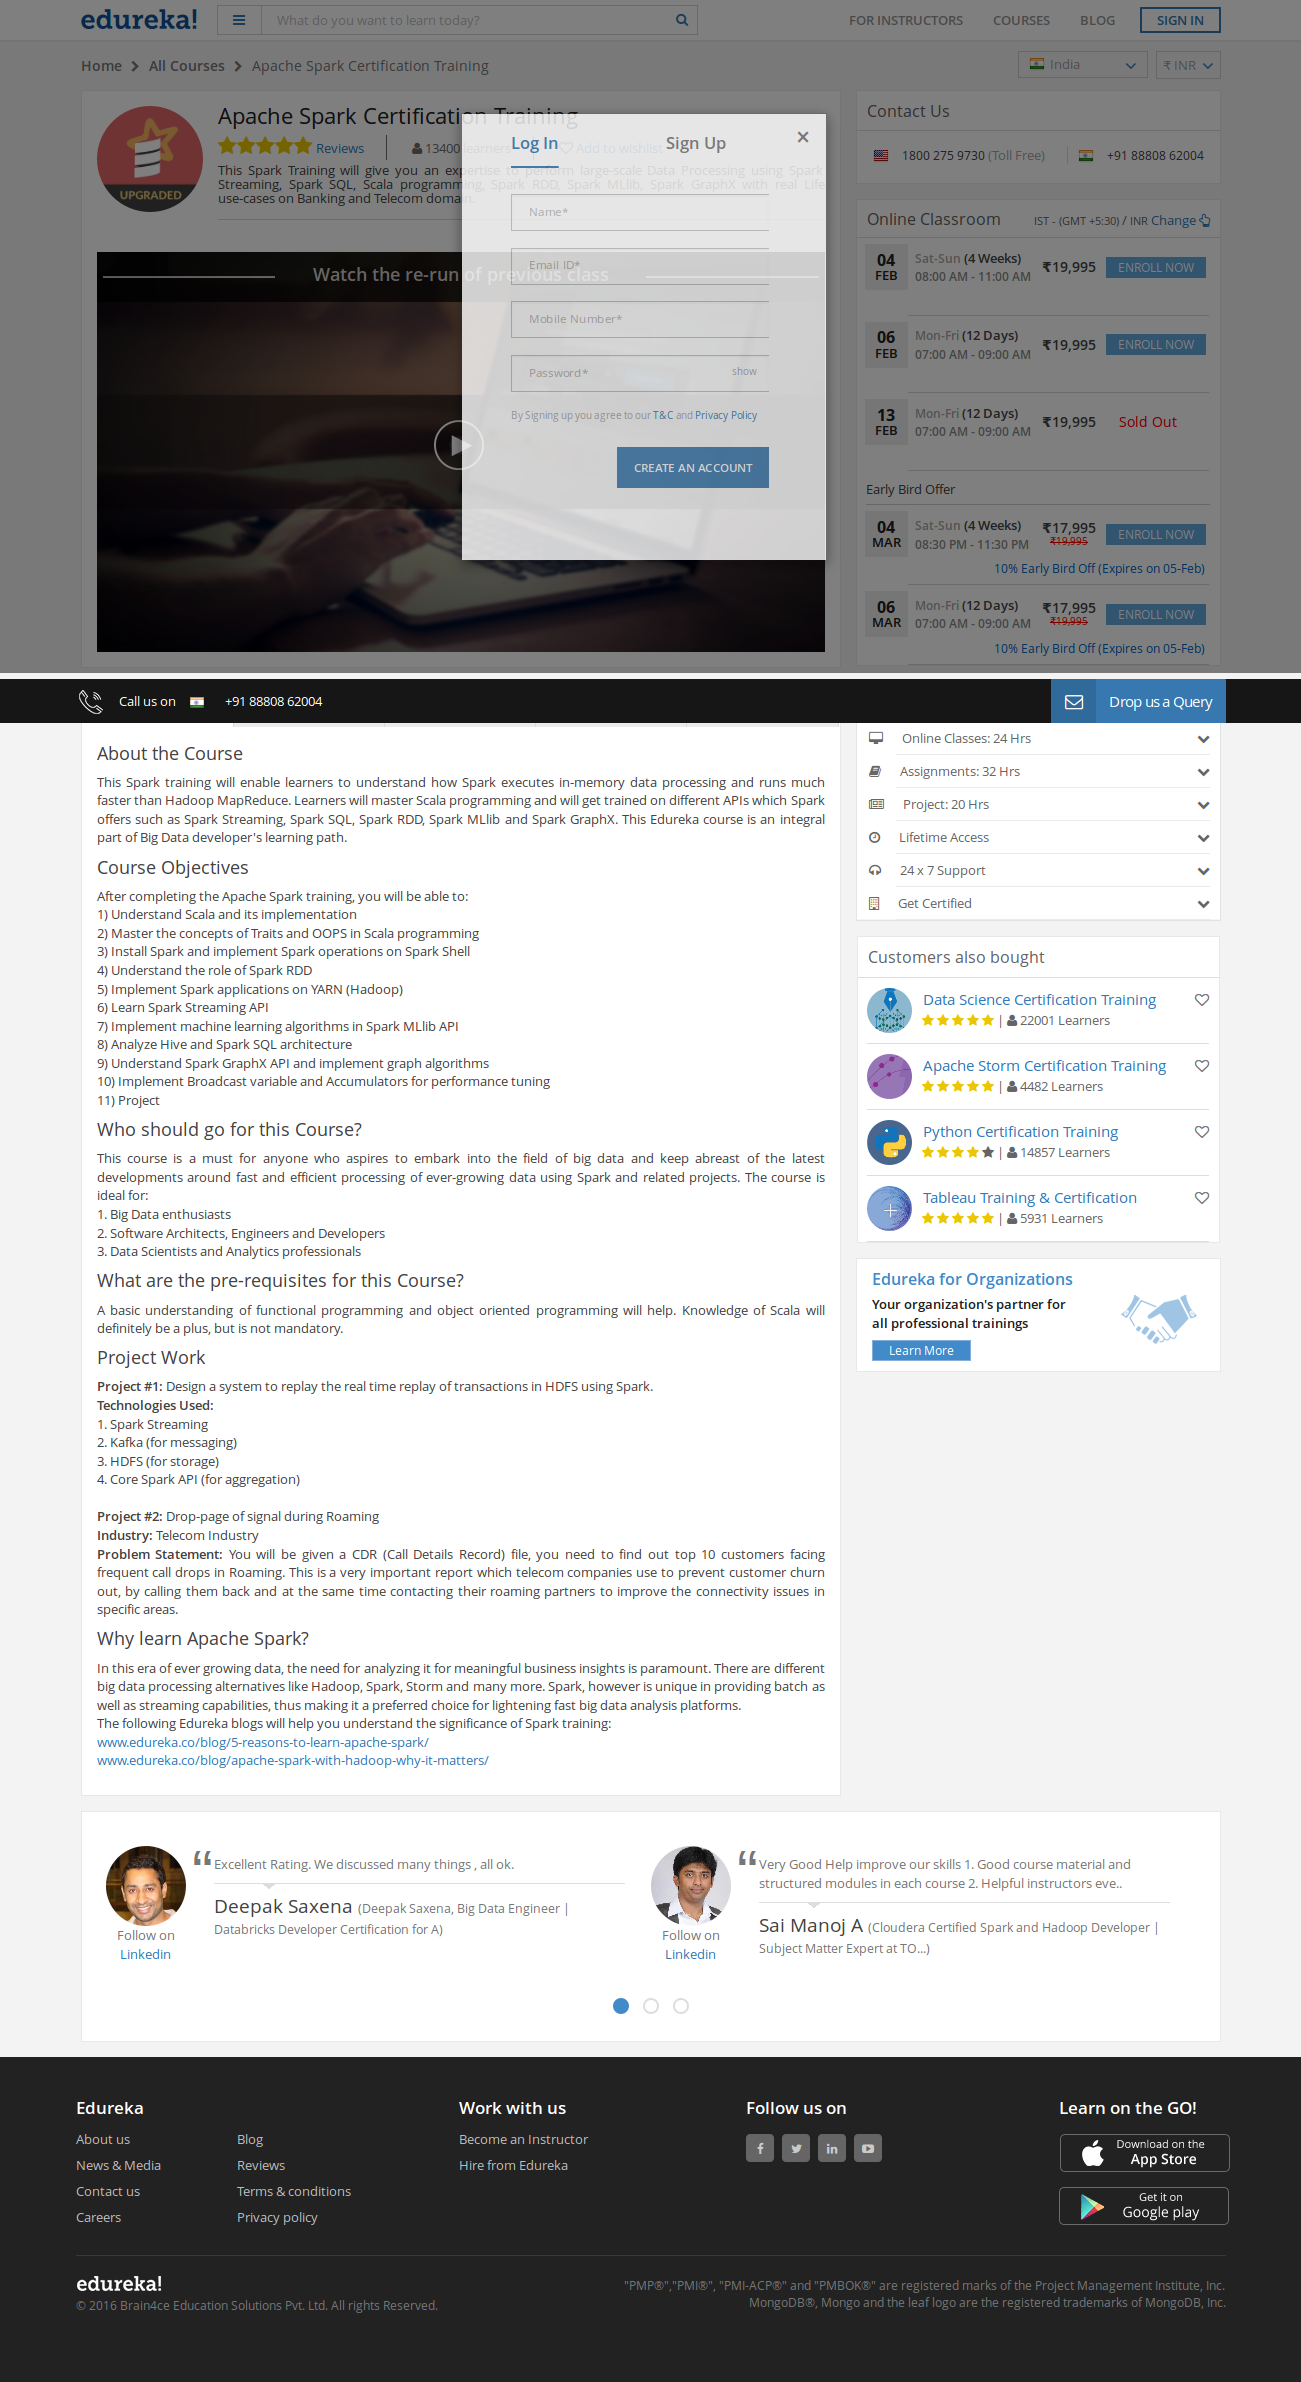 edureka!
What do you want to learn today?
FOR INSTRUCTORS
COURSES
BLOG
SIGN IN
Home
All Courses
Apache Spark Certification Training
India
₹ INR
UPGRADED
Apache Spark Certification Training
Reviews
13400 learners
Add to wishlist
This Spark Training will give you an expertise to perform large-scale Data Processing using Spark
Streaming, Spark SQL, Scala programming, Spark RDD, Spark MLlib, Spark GraphX with real Life
use-cases on Banking and Telecom domain.
Watch the re-run of previous class
Log In
Sign Up
×
Name*
Email ID*
Mobile Number*
Password*
show
By Signing up you agree to our T&C and Privacy Policy
CREATE AN ACCOUNT
Contact Us
1800 275 9730 (Toll Free)
+91 88808 62004
Online Classroom
IST - (GMT +5:30) / INR Change
04
FEB
Sat-Sun (4 Weeks)
08:00 AM - 11:00 AM
₹19,995
ENROLL NOW
06
FEB
Mon-Fri (12 Days)
07:00 AM - 09:00 AM
₹19,995
ENROLL NOW
13
FEB
Mon-Fri (12 Days)
07:00 AM - 09:00 AM
₹19,995
Sold Out
Early Bird Offer
04
MAR
Sat-Sun (4 Weeks)
08:30 PM - 11:30 PM
₹17,995
₹19,995
ENROLL NOW
10% Early Bird Off (Expires on 05-Feb)
06
MAR
Mon-Fri (12 Days)
07:00 AM - 09:00 AM
₹17,995
₹19,995
ENROLL NOW
10% Early Bird Off (Expires on 05-Feb)
Call us on
+91 88808 62004
Drop us a Query
About the Course
This Spark training will enable learners to understand how Spark executes in-memory data processing and runs much
faster than Hadoop MapReduce. Learners will master Scala programming and will get trained on different APIs which Spark
offers such as Spark Streaming, Spark SQL, Spark RDD, Spark MLlib and Spark GraphX. This Edureka course is an integral
part of Big Data developer's learning path.
Course Objectives
After completing the Apache Spark training, you will be able to:
1) Understand Scala and its implementation
2) Master the concepts of Traits and OOPS in Scala programming
3) Install Spark and implement Spark operations on Spark Shell
4) Understand the role of Spark RDD
5) Implement Spark applications on YARN (Hadoop)
6) Learn Spark Streaming API
7) Implement machine learning algorithms in Spark MLlib API
8) Analyze Hive and Spark SQL architecture
9) Understand Spark GraphX API and implement graph algorithms
10) Implement Broadcast variable and Accumulators for performance tuning
11) Project
Who should go for this Course?
This course is a must for anyone who aspires to embark into the field of big data and keep abreast of the latest
developments around fast and efficient processing of ever-growing data using Spark and related projects. The course is
ideal for:
1. Big Data enthusiasts
2. Software Architects, Engineers and Developers
3. Data Scientists and Analytics professionals
What are the pre-requisites for this Course?
A basic understanding of functional programming and object oriented programming will help. Knowledge of Scala will
definitely be a plus, but is not mandatory.
Project Work
Project #1: Design a system to replay the real time replay of transactions in HDFS using Spark.
Technologies Used:
1. Spark Streaming
2. Kafka (for messaging)
3. HDFS (for storage)
4. Core Spark API (for aggregation)
Project #2: Drop-page of signal during Roaming
Industry: Telecom Industry
Problem Statement: You will be given a CDR (Call Details Record) file, you need to find out top 10 customers facing
frequent call drops in Roaming. This is a very important report which telecom companies use to prevent customer churn
out, by calling them back and at the same time contacting their roaming partners to improve the connectivity issues in
specific areas.
Why learn Apache Spark?
In this era of ever growing data, the need for analyzing it for meaningful business insights is paramount. There are different
big data processing alternatives like Hadoop, Spark, Storm and many more. Spark, however is unique in providing batch as
well as streaming capabilities, thus making it a preferred choice for lightening fast big data analysis platforms.
The following Edureka blogs will help you understand the significance of Spark training:
www.edureka.co/blog/5-reasons-to-learn-apache-spark/
www.edureka.co/blog/apache-spark-with-hadoop-why-it-matters/
Online Classes: 24 Hrs
Assignments: 32 Hrs
Project: 20 Hrs
Lifetime Access
24 x 7 Support
Get Certified
Customers also bought
Data Science Certification Training
| 22001 Learners
Apache Storm Certification Training
| 4482 Learners
Python Certification Training
| 14857 Learners
Tableau Training & Certification
| 5931 Learners
Edureka for Organizations
Your organization's partner for
all professional trainings
Learn More
Follow on
Linkedin
“ Excellent Rating. We discussed many things , all ok.
Deepak Saxena (Deepak Saxena, Big Data Engineer |
Databricks Developer Certification for A)
Follow on
Linkedin
“ Very Good Help improve our skills 1. Good course material and
structured modules in each course 2. Helpful instructors eve..
Sai Manoj A (Cloudera Certified Spark and Hadoop Developer |
Subject Matter Expert at TO...)
Edureka
About us
News & Media
Contact us
Careers
Blog
Reviews
Terms & conditions
Privacy policy
Work with us
Become an Instructor
Hire from Edureka
Follow us on
Learn on the GO!
Download on the
App Store
Get it on
Google play
edureka!
© 2016 Brain4ce Education Solutions Pvt. Ltd. All rights Reserved.
"PMP®","PMI®", "PMI-ACP®" and "PMBOK®" are registered marks of the Project Management Institute, Inc.
MongoDB®, Mongo and the leaf logo are the registered trademarks of MongoDB, Inc.